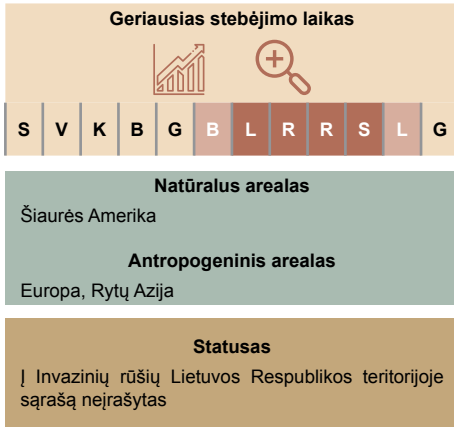 Geriausias stebėjimo laikas
S V K B G B L R R S L G
Natūralus arealas
Šiaurės Amerika
Antropogeninis arealas
Europa, Rytų Azija
Statusas
Į Invazinių rūšių Lietuvos Respublikos teritorijoje
sąrašą neįrašytas